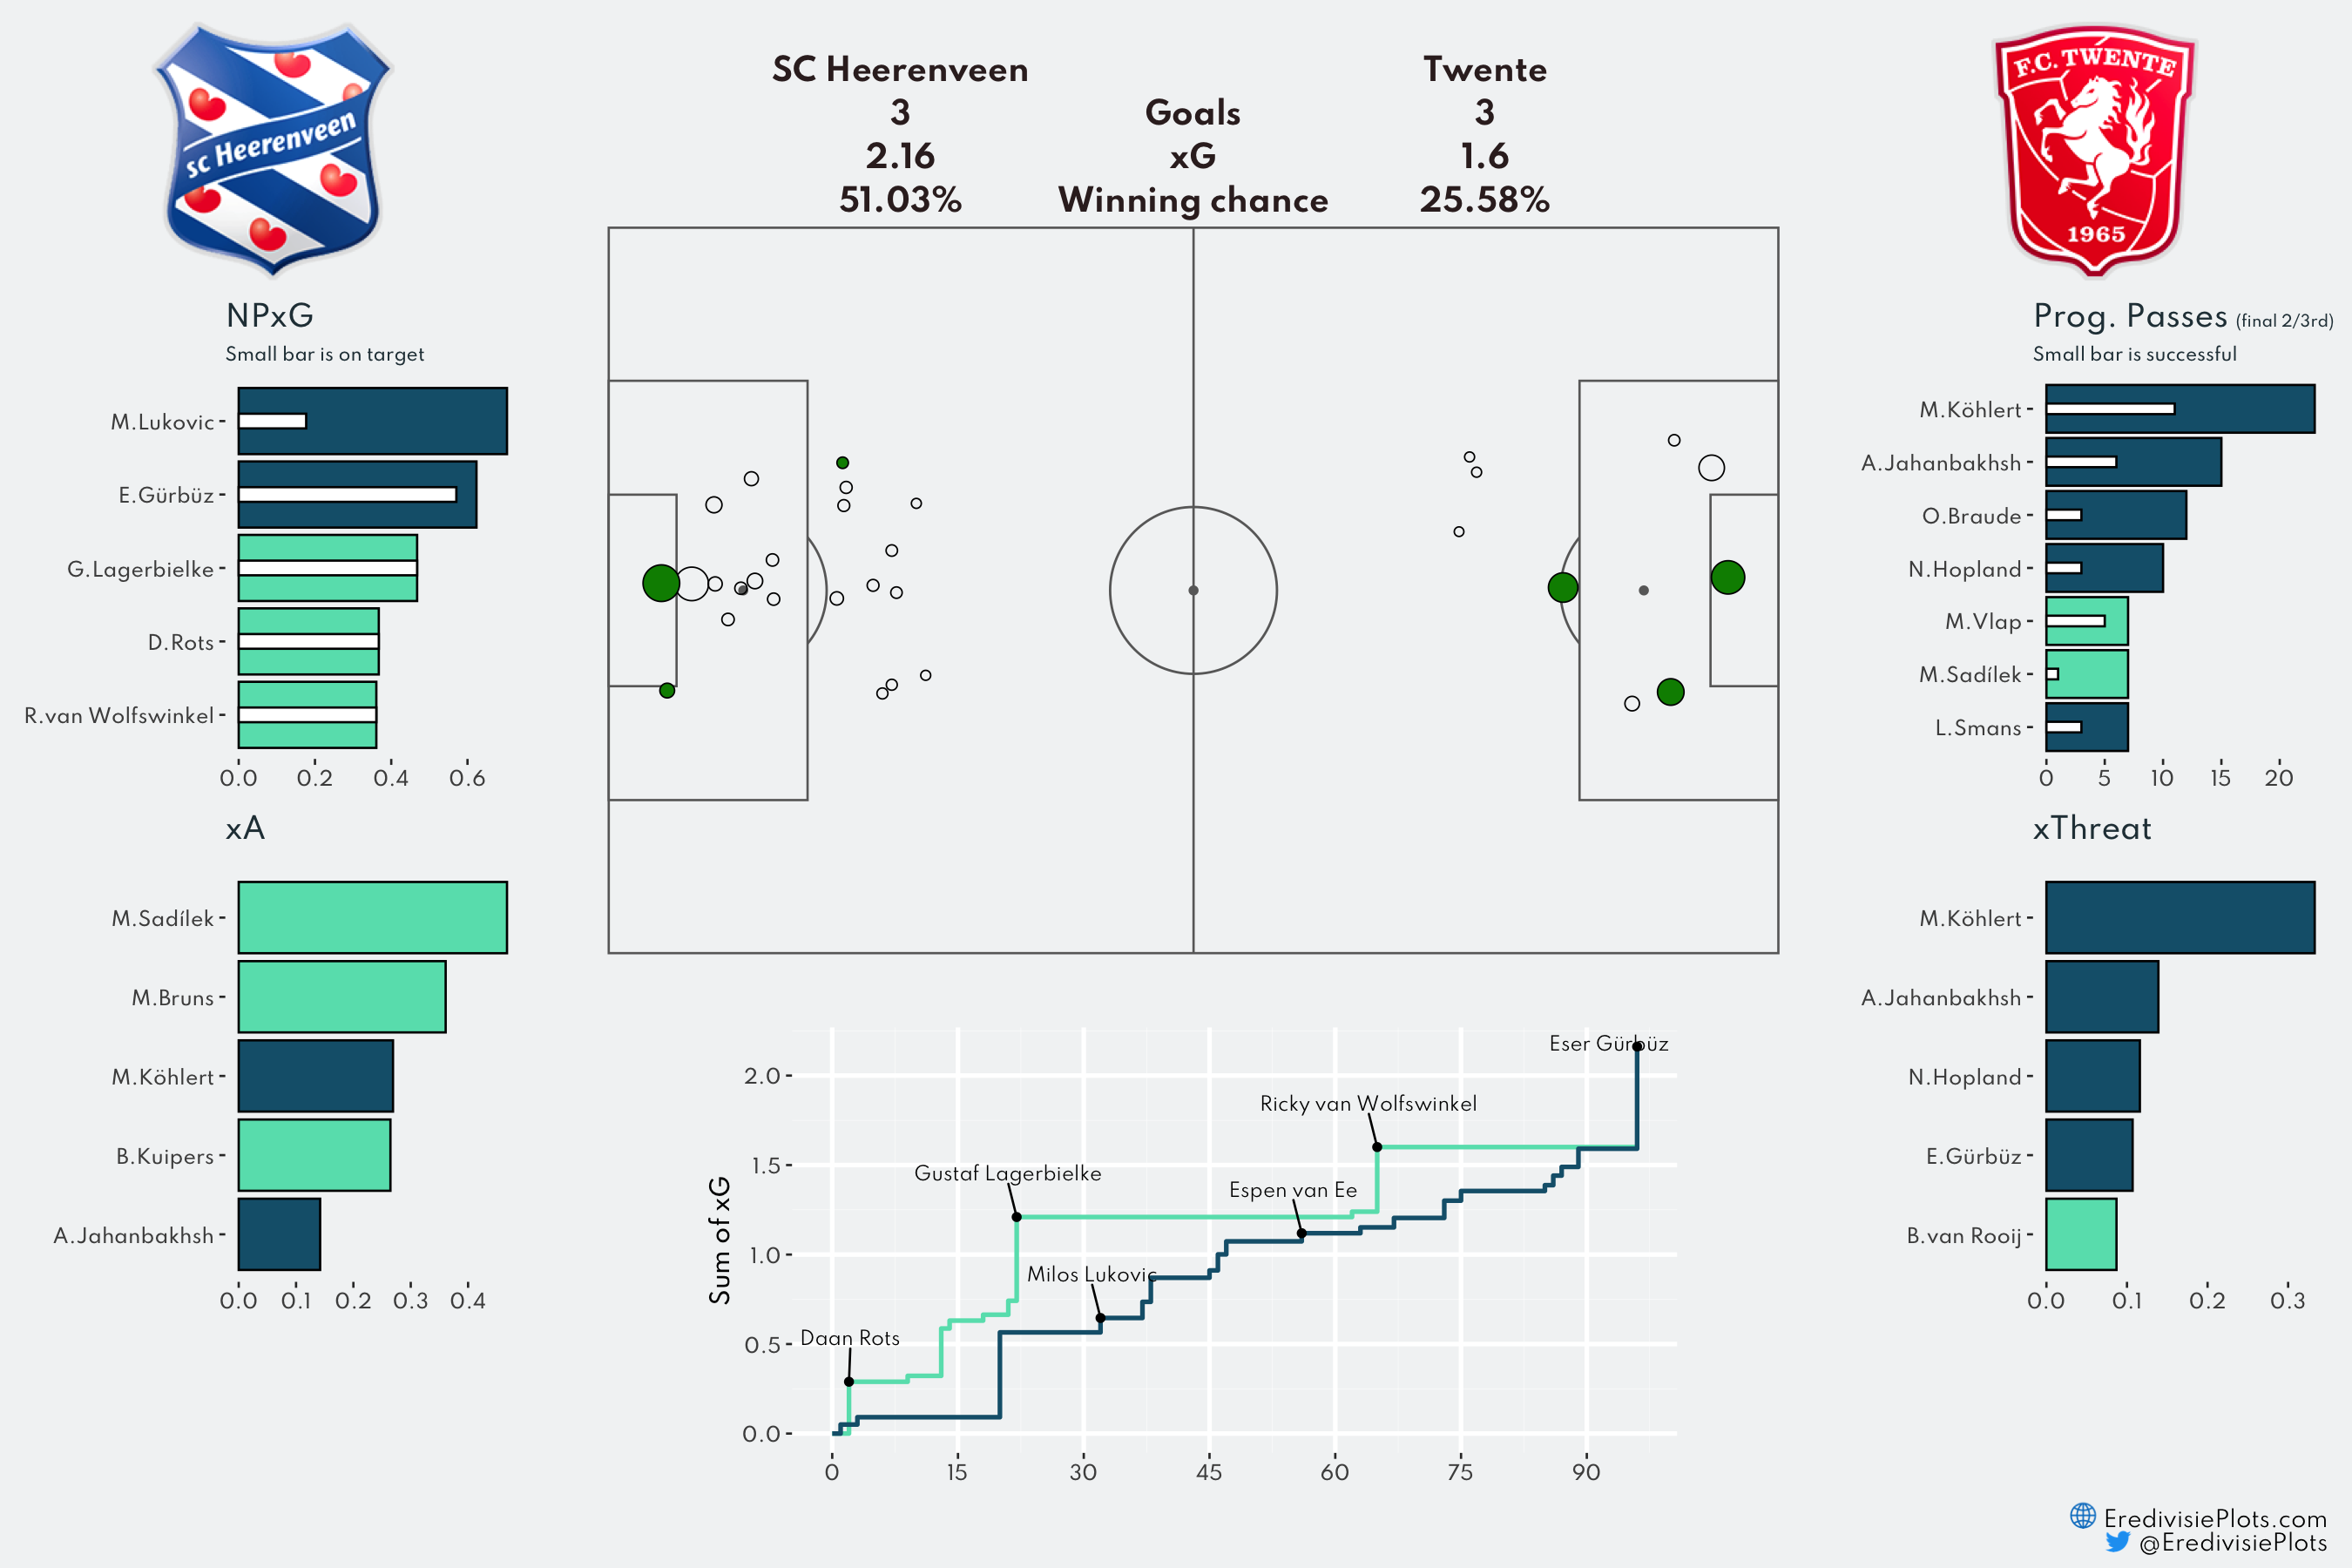 sc Heerenveen
F.C. TWENTE
1965
SC Heerenveen Twente
3 Goals 3
2.16 xG 1.6
51.03% Winning chance 25.58%
NPxG
Small bar is on target
M.Lukovic
E.Gürbüz
G.Lagerbielke
D.Rots
R.van Wolfswinkel
0.0 0.2 0.4 0.6
xA
M.Sadílek
M.Bruns
M.Köhlert
B.Kuipers
A.Jahanbakhsh
0.0 0.1 0.2 0.3 0.4
Sum of xG
2.0
1.5
1.0
0.5
0.0
Eser Gürbüz
Ricky van Wolfswinkel
Gustaf Lagerbielke
Espen van Ee
Milos Lukovic
Daan Rots
0 15 30 45 60 75 90
Prog. Passes (final 2/3rd)
Small bar is successful
M.Köhlert
A.Jahanbakhsh
O.Braude
N.Hopland
M.Vlap
M.Sadílek
L.Smans
0 5 10 15 20
xThreat
M.Köhlert
A.Jahanbakhsh
N.Hopland
E.Gürbüz
B.van Rooij
0.0 0.1 0.2 0.3
EredivisiePlots.com
@EredivisiePlots